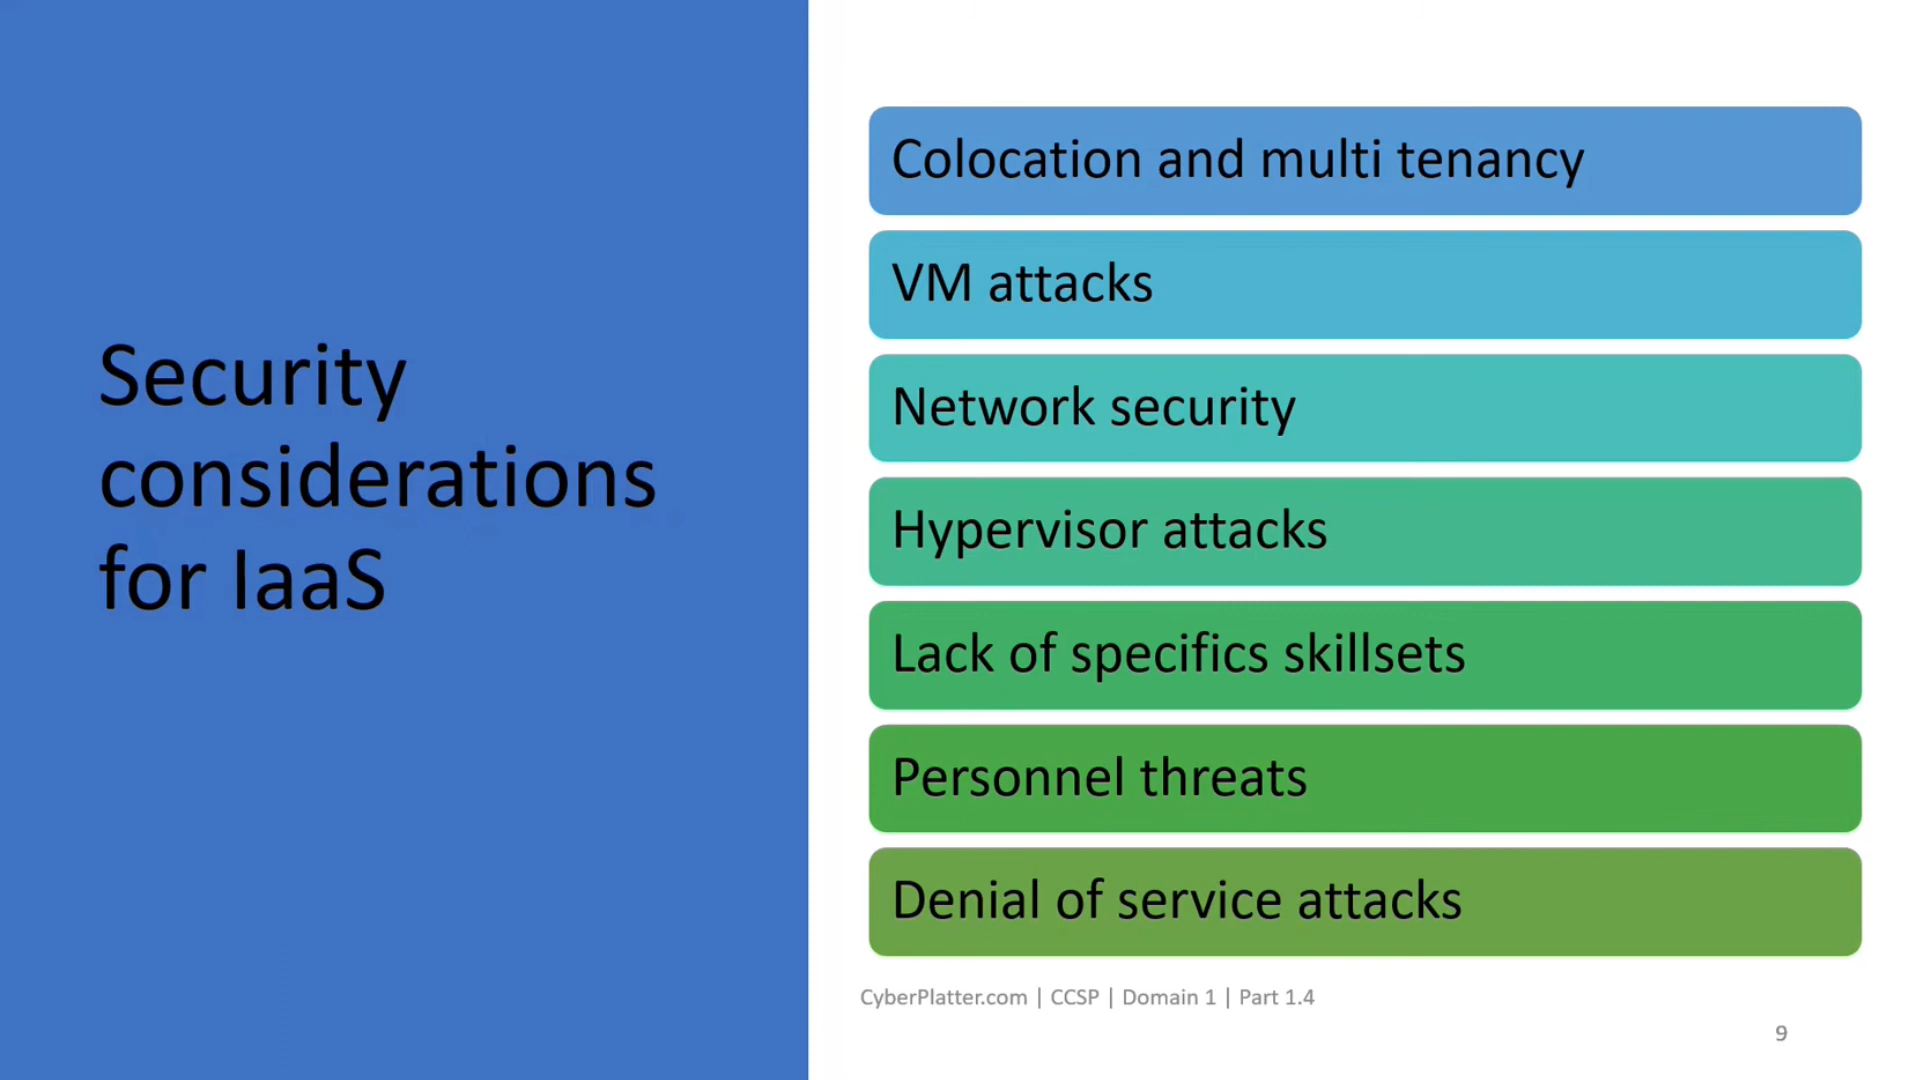 Security
considerations
for IaaS
Colocation and multi tenancy
VM attacks
Network security
Hypervisor attacks
Lack of specifics skillsets
Personnel threats
Denial of service attacks
CyberPlatter.com | CCSP | Domain 1 | Part 1.4
9